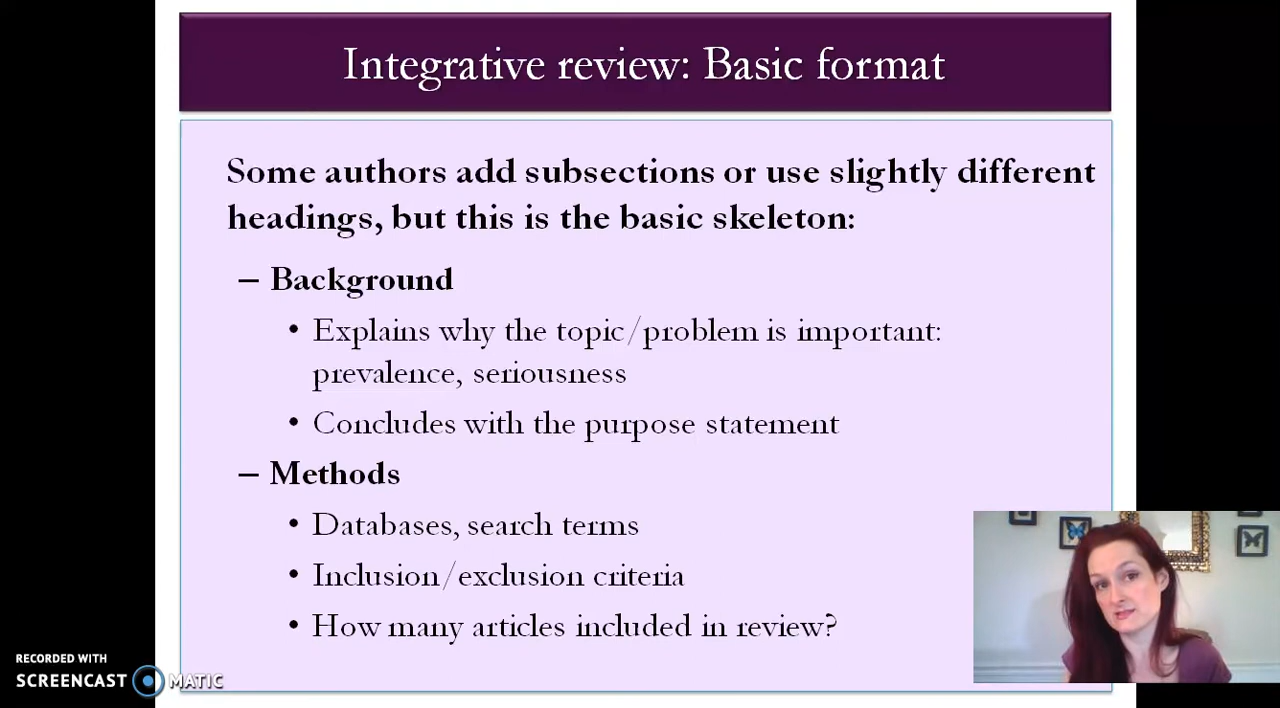 Integrative review: Basic format
Some authors add subsections or use slightly different
headings, but this is the basic skeleton:
– Background
• Explains why the topic/problem is important:
prevalence, seriousness
• Concludes with the purpose statement
– Methods
• Databases, search terms
• Inclusion/exclusion criteria
• How many articles included in review?
RECORDED WITH
SCREENCAST MATIC